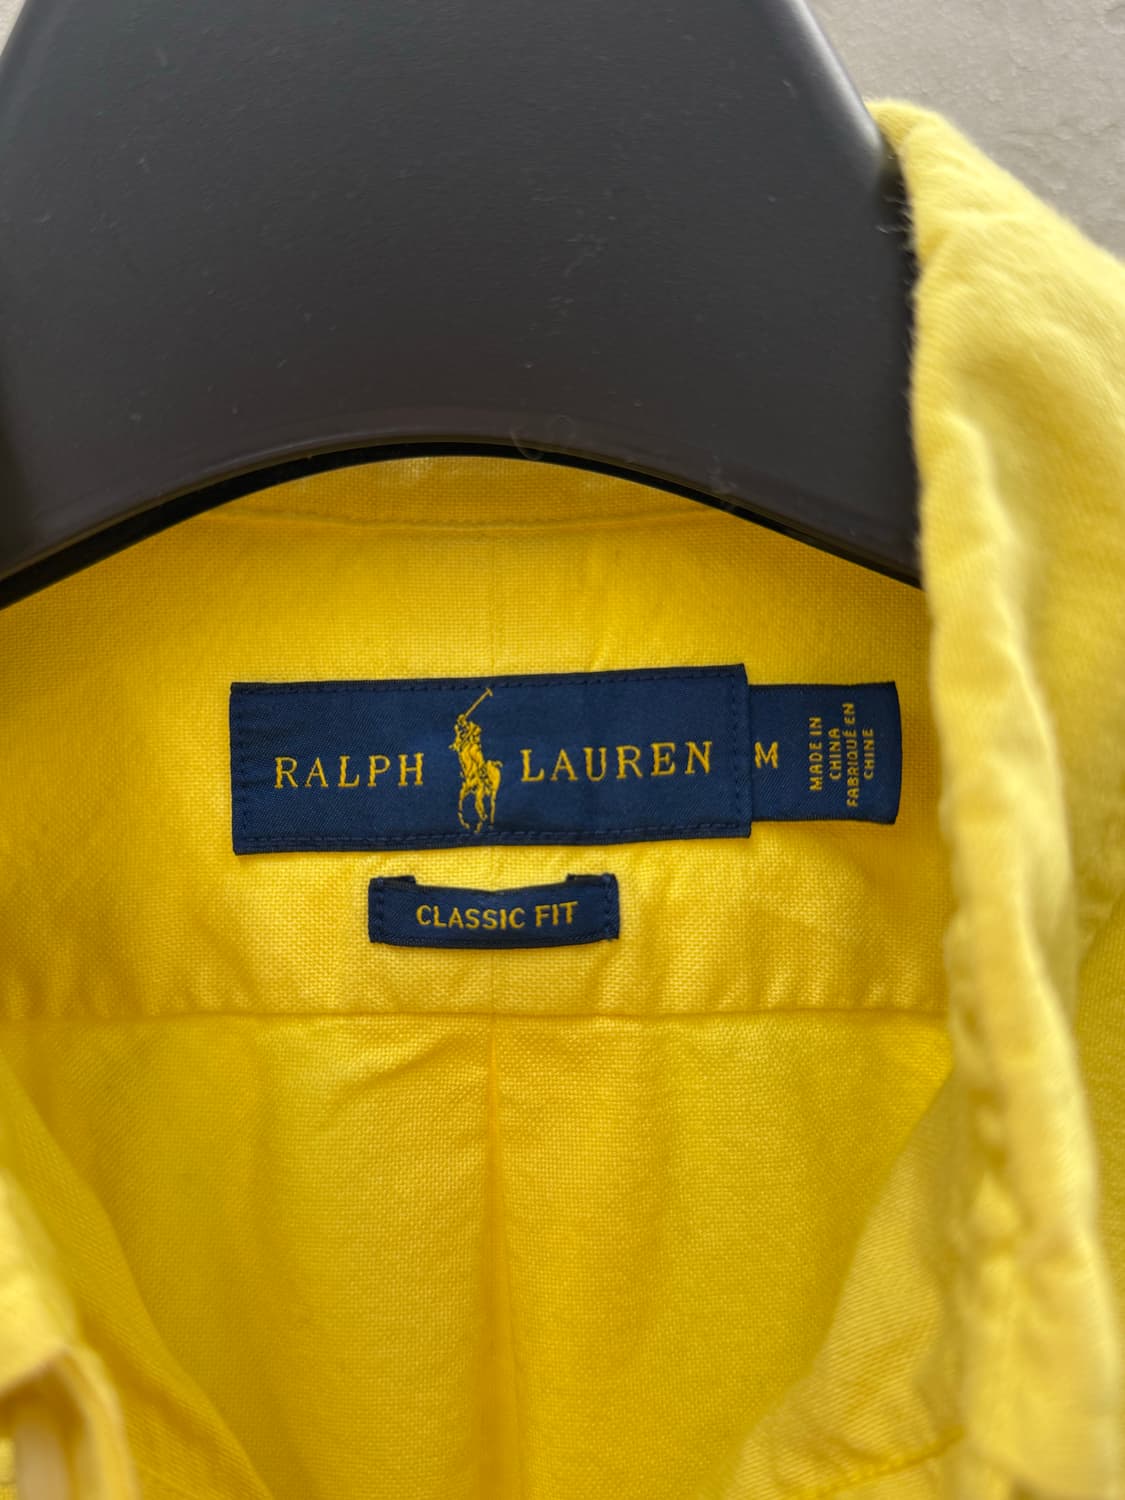 RALPH LAUREN
M
MADE IN
CHINA
FABRIQUÉ EN
CHINE
CLASSIC FIT